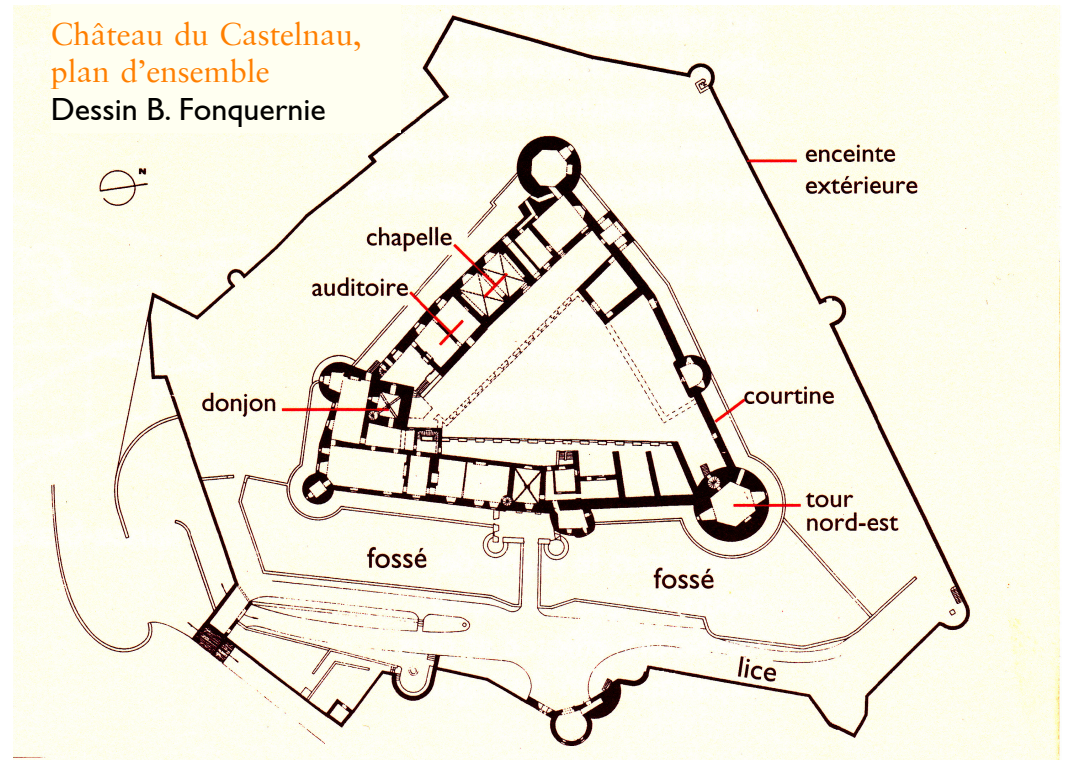 Château du Castelnau,
plan d’ensemble
Dessin B. Fonquernie
N
enceinte
extérieure
chapelle
auditoire
donjon
courtine
tour
nord-est
fossé
fossé
lice